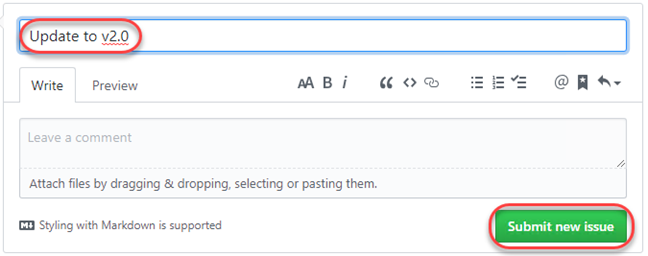 Update to v2.0
Write Preview AA B i @
Leave a comment
Attach files by dragging & dropping, selecting or pasting them.
Styling with Markdown is supported Submit new issue